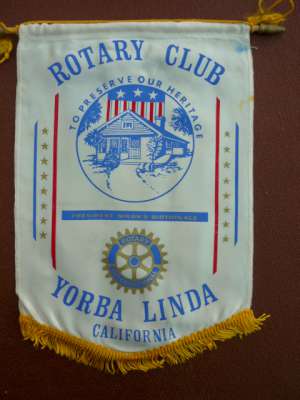 ROTARY CLUB
TO PRESERVE OUR HERITAGE
PRESIDENT NIXON'S BIRTHPLACE
ROTARY
INTERNATIONAL
YORBA LINDA
CALIFORNIA